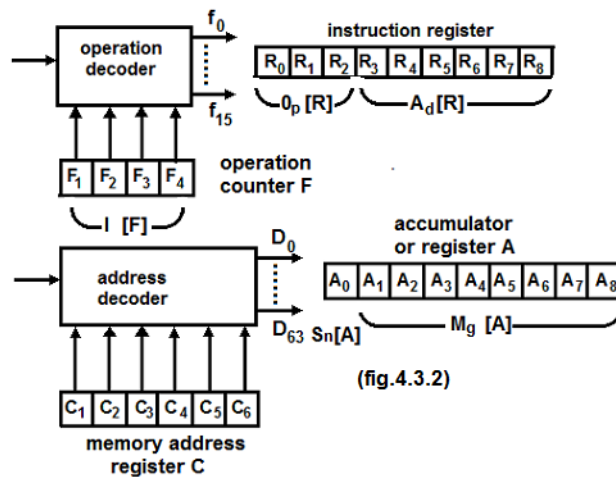 operation
decoder
f0
f15
instruction register
R0 R1 R2 R3 R4 R5 R6 R7 R8
0p [R]
Ad[R]
F1 F2 F3 F4
operation
counter F
I [F]
address
decoder
D0
D63
Sn[A]
accumulator
or register A
A0 A1 A2 A3 A4 A5 A6 A7 A8
Mg [A]
(fig.4.3.2)
C1 C2 C3 C4 C5 C6
memory address
register C